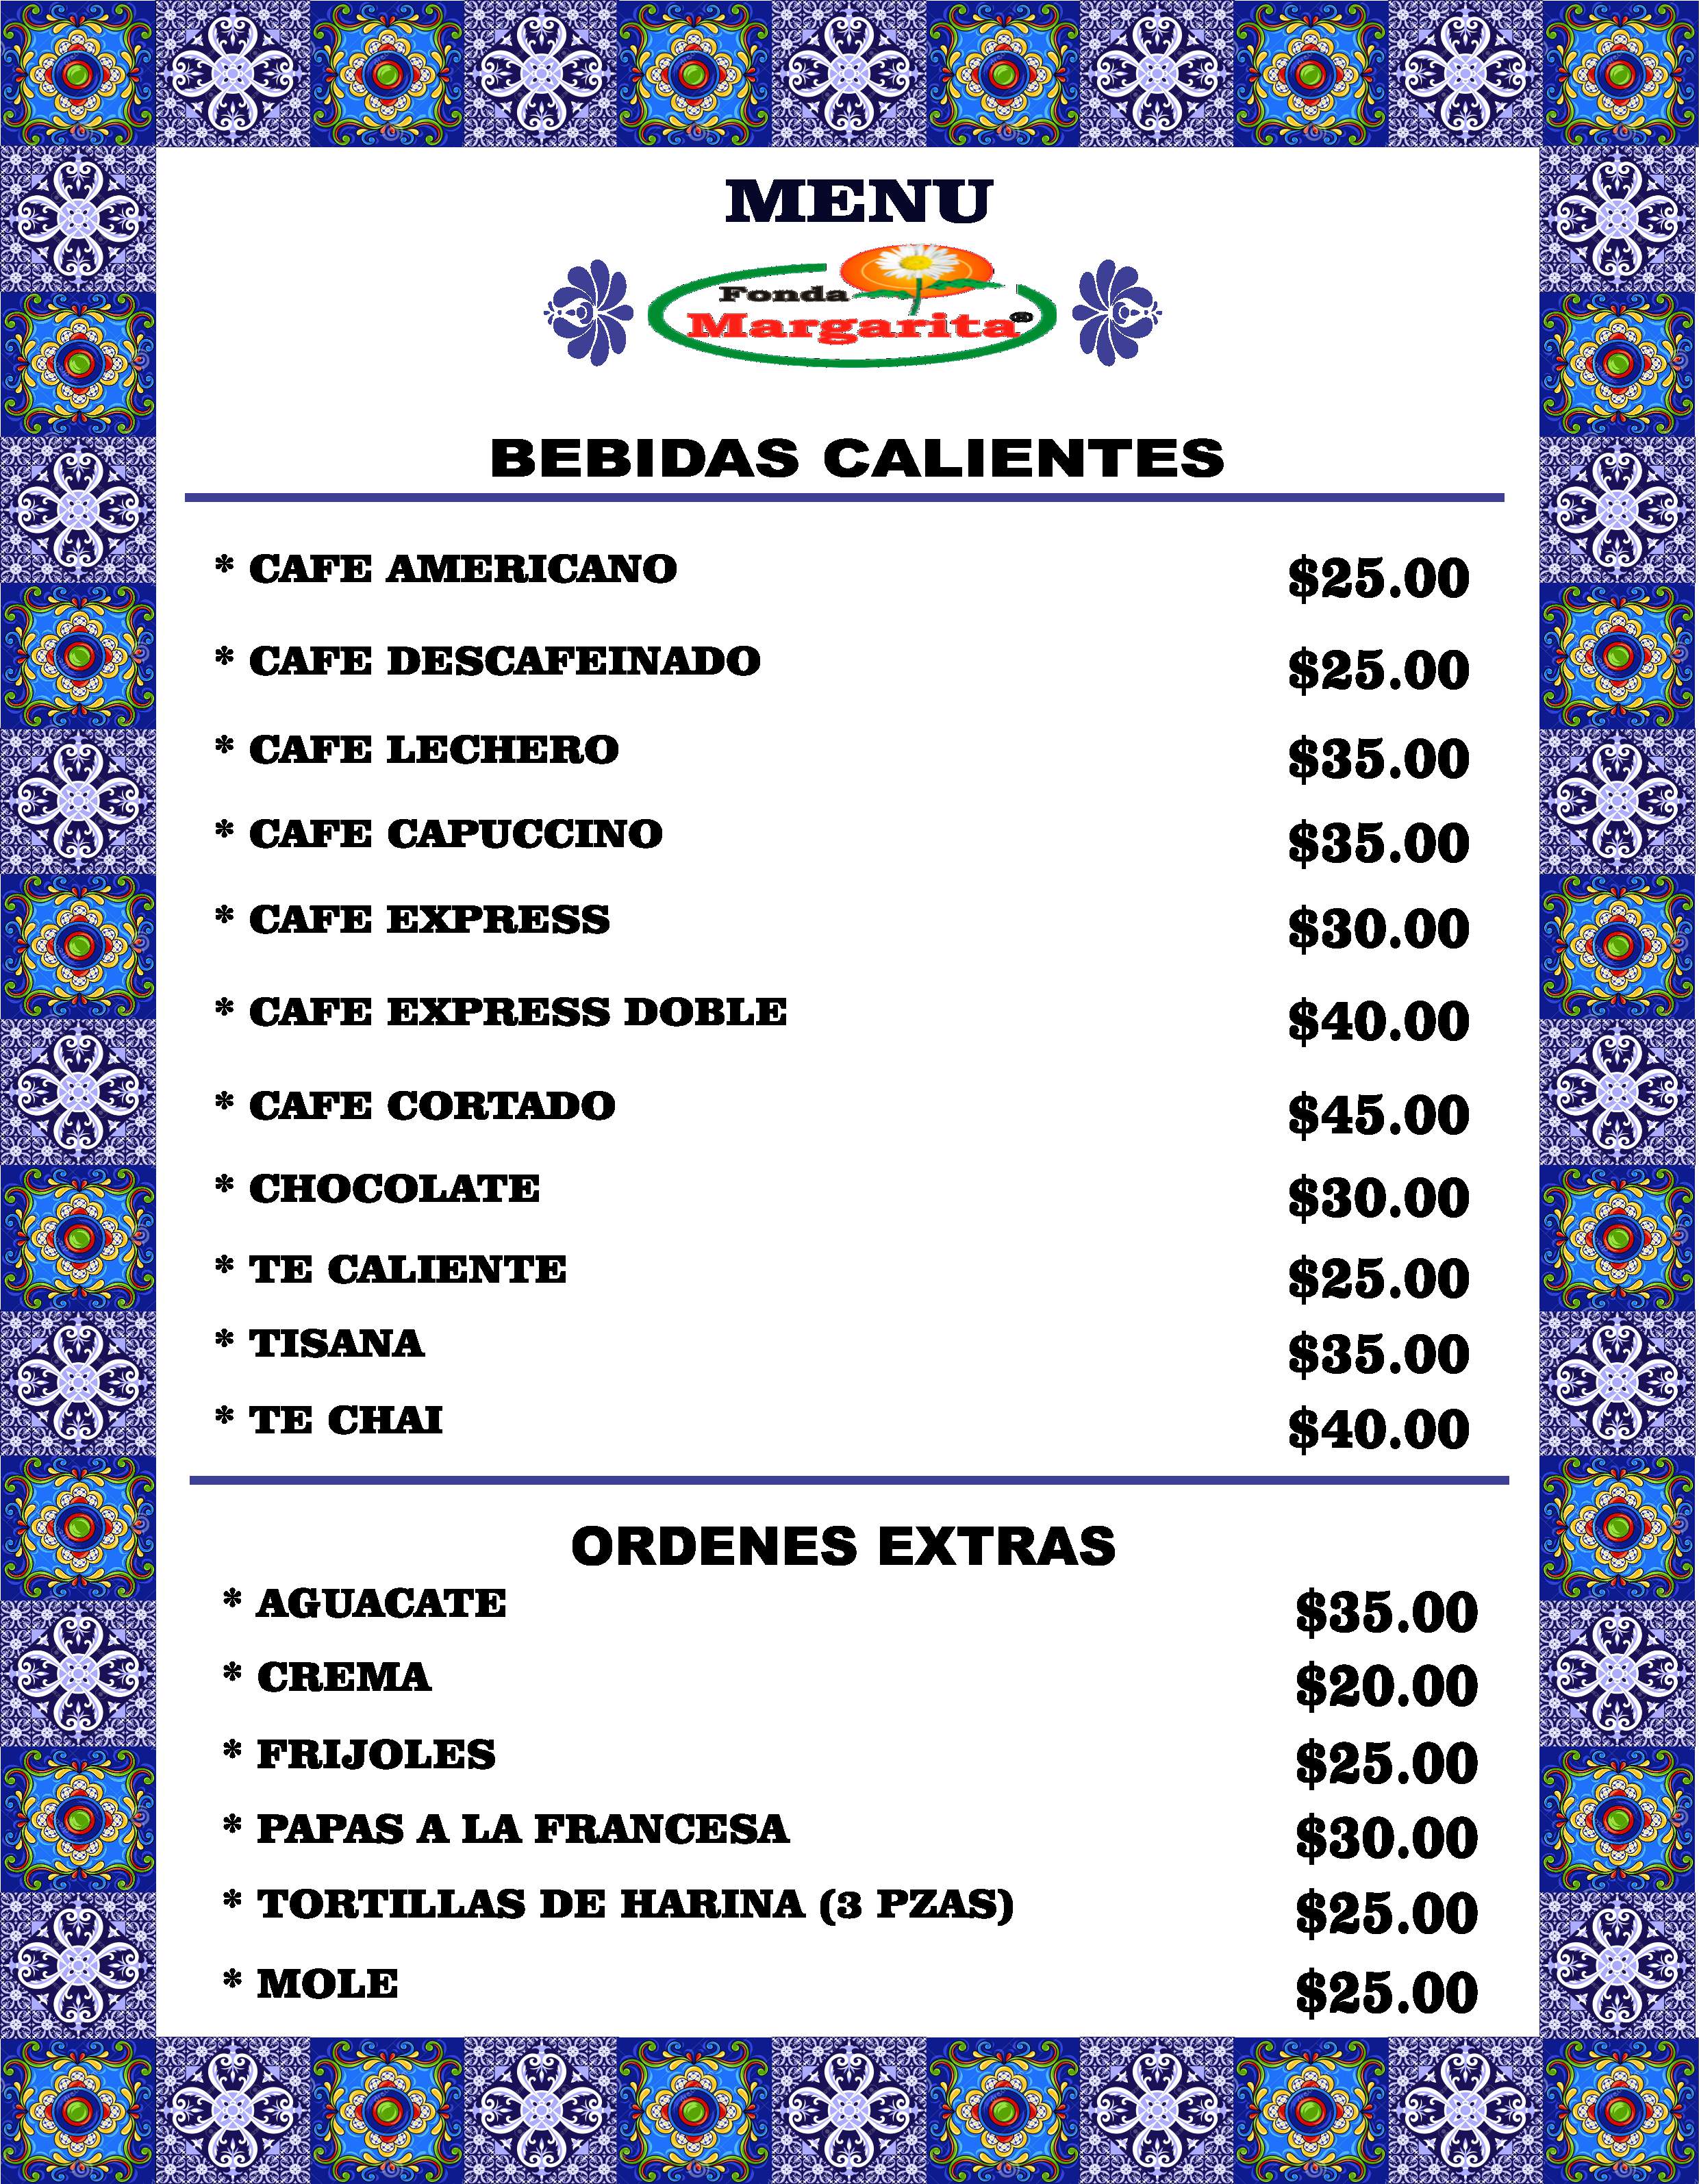 MENU
Fonda
Margarita®
BEBIDAS CALIENTES
* CAFE AMERICANO $25.00
* CAFE DESCAFEINADO $25.00
* CAFE LECHERO $35.00
* CAFE CAPUCCINO $35.00
* CAFE EXPRESS $30.00
* CAFE EXPRESS DOBLE $40.00
* CAFE CORTADO $45.00
* CHOCOLATE $30.00
* TE CALIENTE $25.00
* TISANA $35.00
* TE CHAI $40.00
ORDENES EXTRAS
* AGUACATE $35.00
* CREMA $20.00
* FRIJOLES $25.00
* PAPAS A LA FRANCESA $30.00
* TORTILLAS DE HARINA (3 PZAS) $25.00
* MOLE $25.00